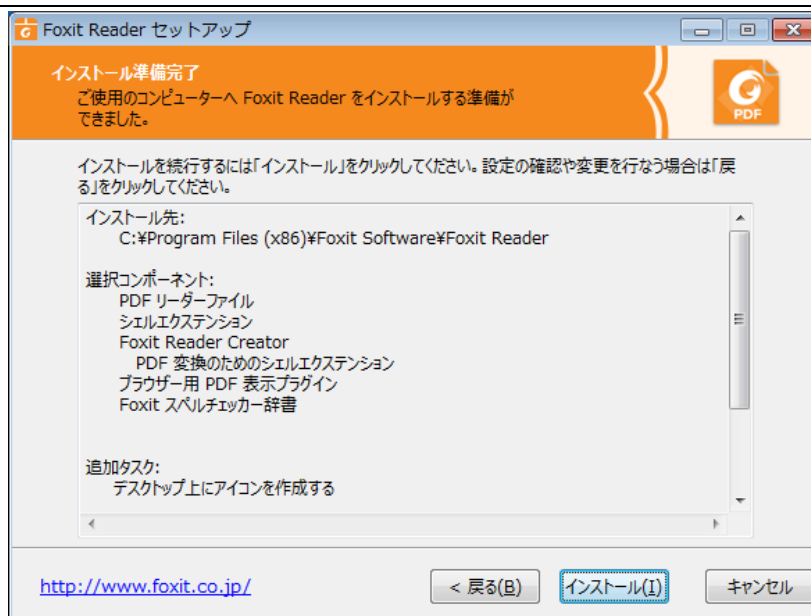 Foxit Reader セットアップ
インストール準備完了
ご使用のコンピューターへ Foxit Reader をインストールする準備が
できました。
PDF
インストールを続行するには「インストール」をクリックしてください。設定の確認や変更を行なう場合は「戻
る」をクリックしてください。
インストール先:
C:¥Program Files (x86)¥Foxit Software¥Foxit Reader
選択コンポーネント:
PDF リーダーファイル
シェルエクステンション
Foxit Reader Creator
PDF 変換のためのシェルエクステンション
ブラウザー用 PDF 表示プラグイン
Foxit スペルチェッカー辞書
追加タスク:
デスクトップ上にアイコンを作成する
http://www.foxit.co.jp/
< 戻る(B)
インストール(I)
キャンセル